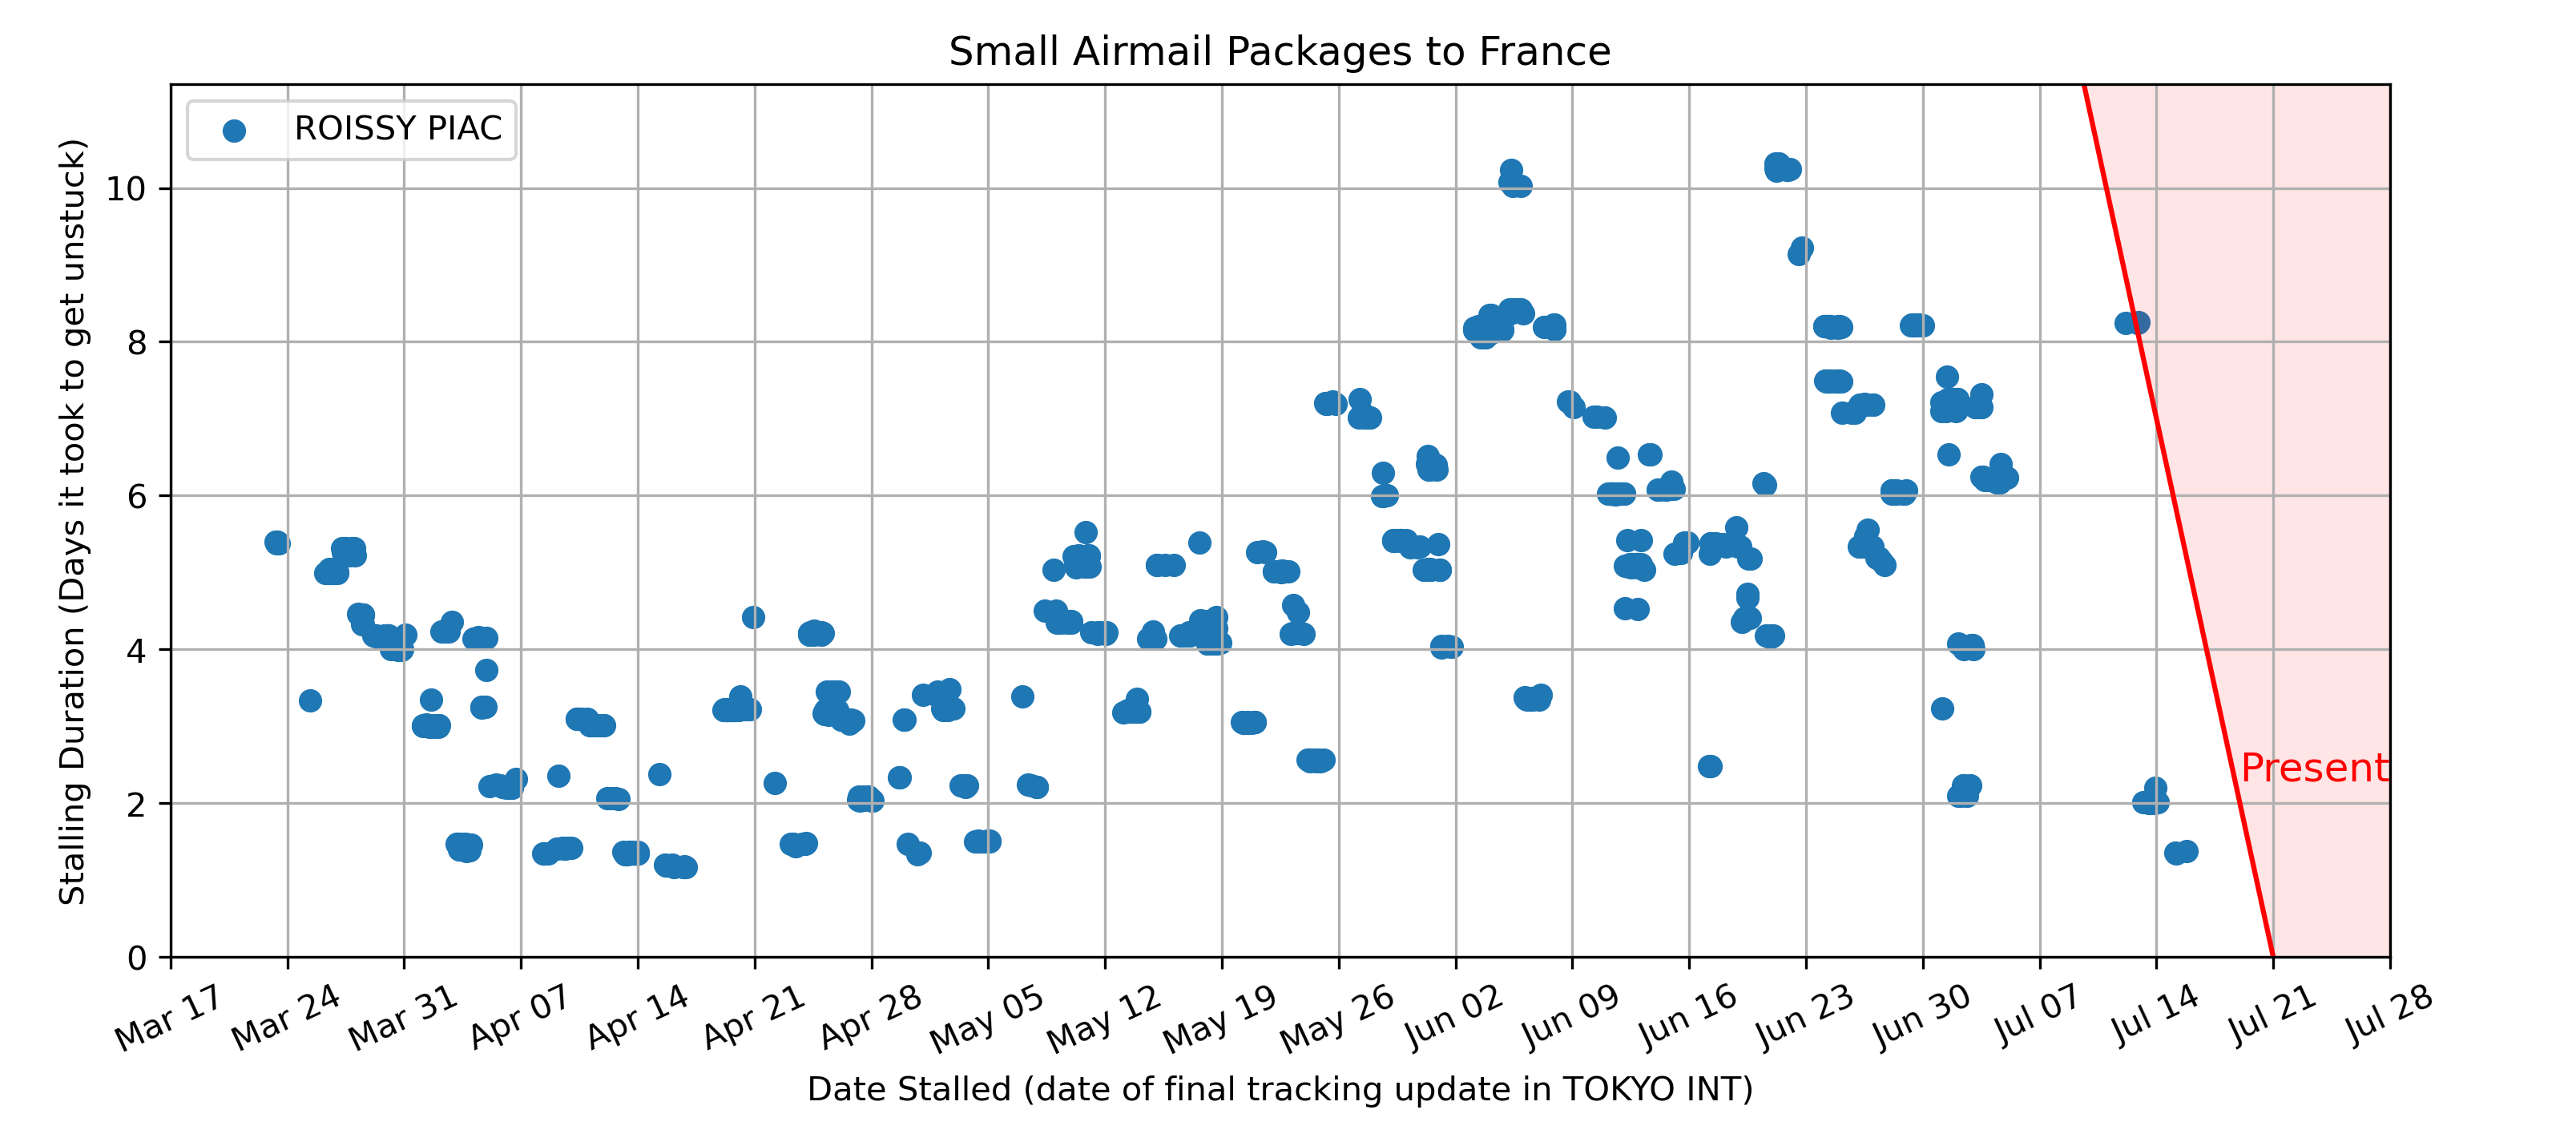 Small Airmail Packages to France
ROISSY PIAC
Stalling Duration (Days it took to get unstuck)
10
8
6
4
2
0
Present
Mar 17 Mar 24 Mar 31 Apr 07 Apr 14 Apr 21 Apr 28 May 05 May 12 May 19 May 26 Jun 02 Jun 09 Jun 16 Jun 23 Jun 30 Jul 07 Jul 14 Jul 21 Jul 28
Date Stalled (date of final tracking update in TOKYO INT)